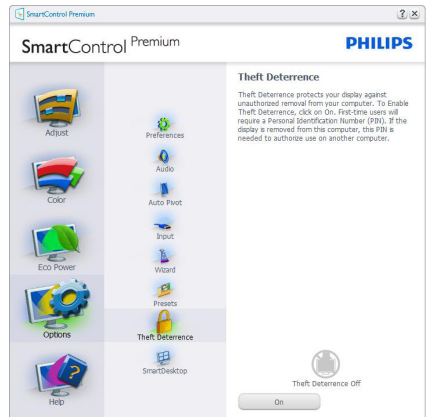 SmartControl Premium
SmartControl Premium
PHILIPS
Adjust
Color
Eco Power
Options
Help
Preferences
Audio
Auto Pivot
Input
Wizard
Presets
Theft Deterrence
SmartDesktop
Theft Deterrence
Theft Deterrence protects your display against
unauthorized removal from your computer. To Enable
Theft Deterrence, click on On. First-time users will
require a Personal Identification Number (PIN). If the
display is removed from this computer, this PIN is
needed to authorize use on another computer.
Theft Deterrence Off
On